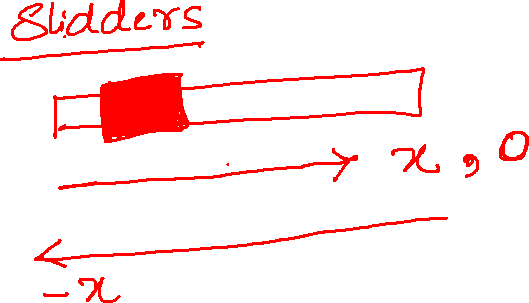 Slidders
x, 0
-x